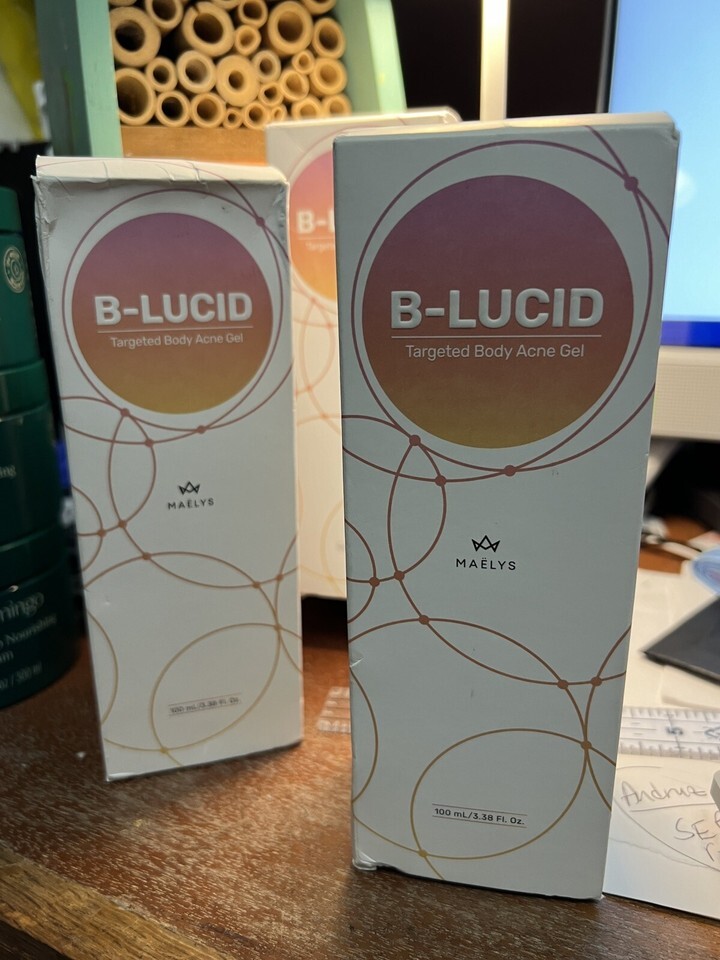 B-LUCID
Targeted Body Acne Gel
MAËLYS
100 mL/3.38 Fl. Oz.
B-L
B-LUCID
Targeted Body Acne Gel
MAËLYS
100 mL/3.38 Fl. Oz.
mingo